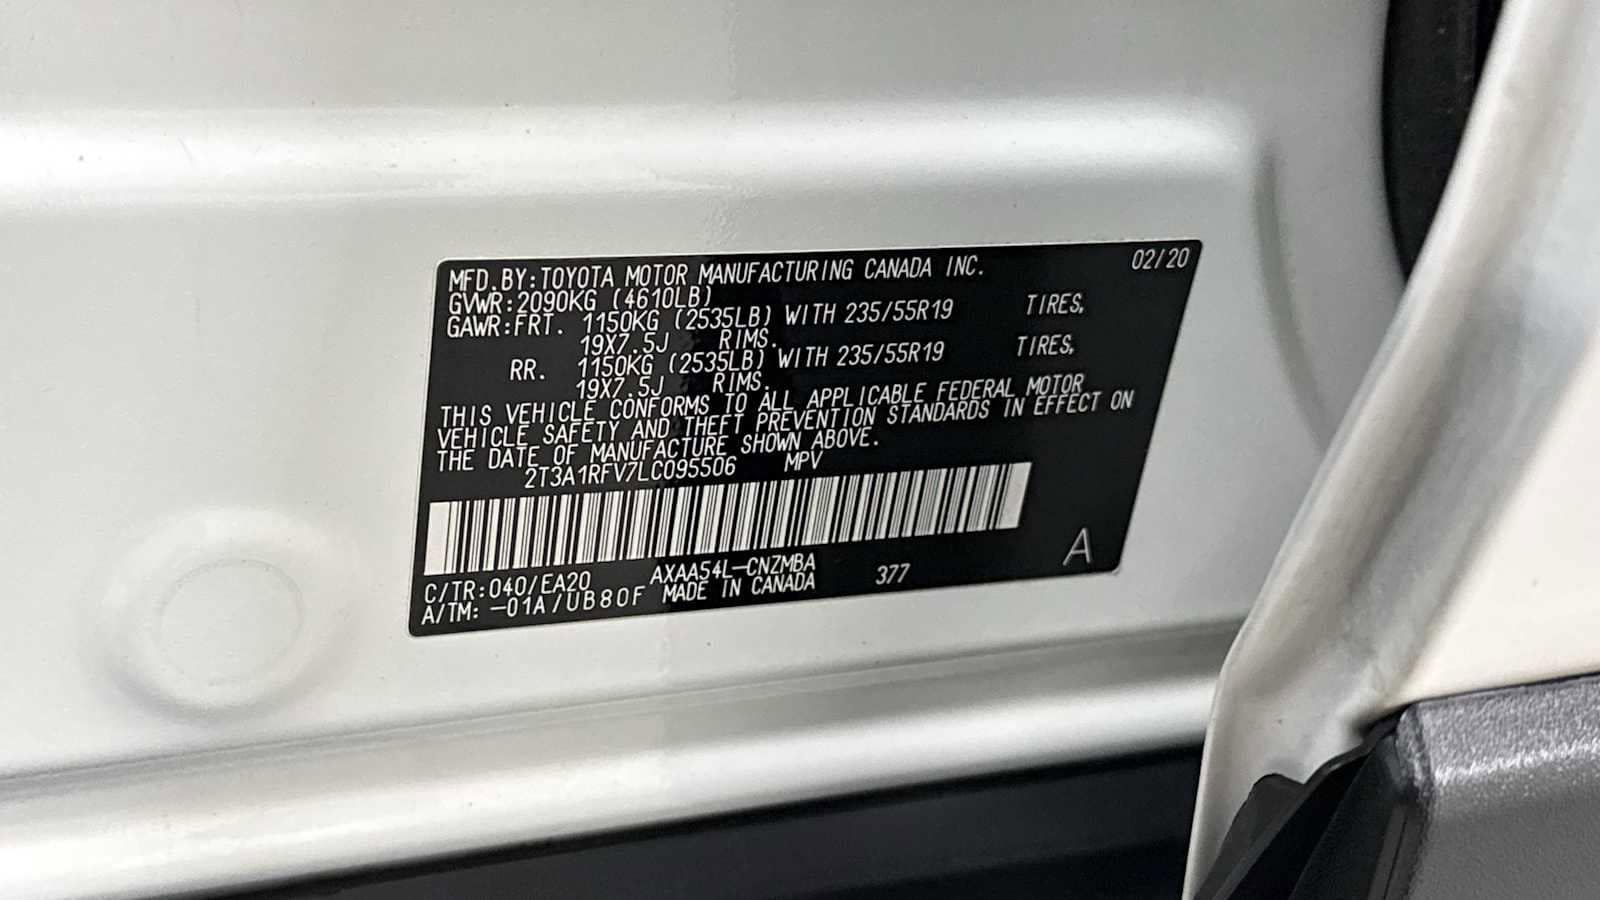 MFD.BY:TOYOTA MOTOR MANUFACTURING CANADA INC. 02/20
GVWR:2090KG (4610LB)
GAWR:FRT. 1150KG (2535LB) WITH 235/55R19 TIRES,
19X7.5J RIMS.
RR. 1150KG (2535LB) WITH 235/55R19 TIRES,
19X7.5J RIMS.
THIS VEHICLE CONFORMS TO ALL APPLICABLE FEDERAL MOTOR
VEHICLE SAFETY AND THEFT PREVENTION STANDARDS IN EFFECT ON
THE DATE OF MANUFACTURE SHOWN ABOVE.
2T3A1RFV7LC095506 MPV
A
C/TR:040/EA20 AXAA54L-CNZMBA 377
A/TM: -01A/UB80F MADE IN CANADA